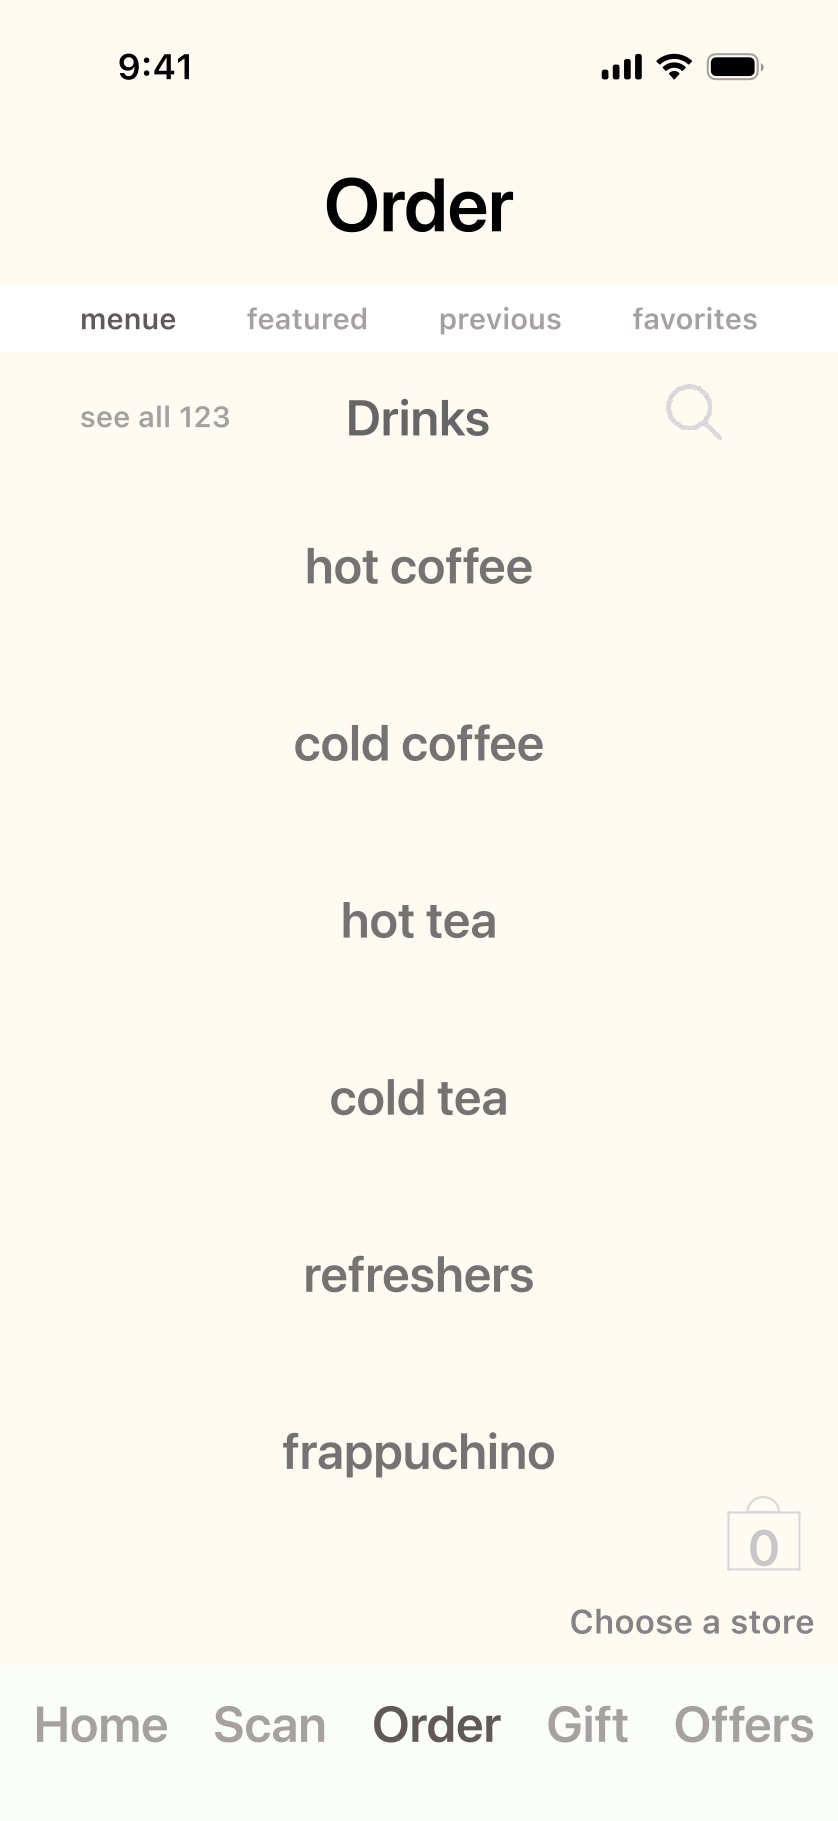 9:41
Order
menue featured previous favorites
see all 123 Drinks
hot coffee
cold coffee
hot tea
cold tea
refreshers
frappuchino
0
Choose a store
Home Scan Order Gift Offers